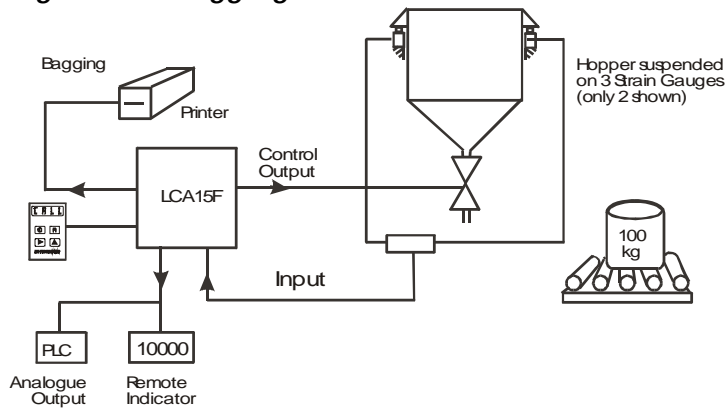 Bagging
Printer
Hopper suspended
on 3 Strain Gauges
(only 2 shown)
Control
Output
LCA15F
CALL
100
kg
Input
PLC
10000
Analogue
Output
Remote
Indicator